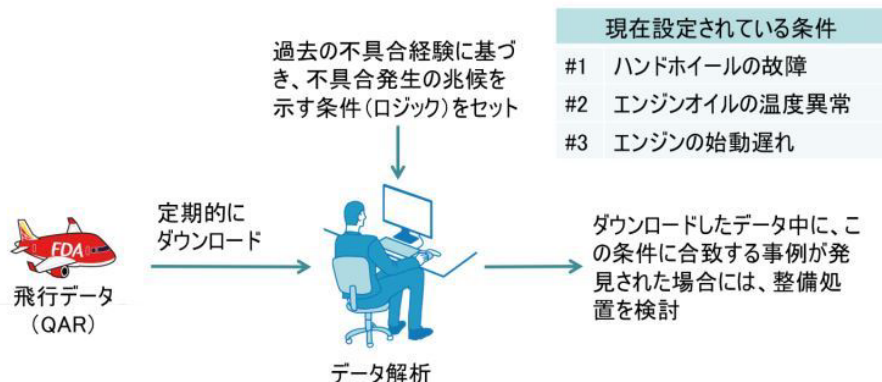 過去の不具合経験に基づ
き、不具合発生の兆候を
示す条件（ロジック）をセット
現在設定されている条件
#1 ハンドホイールの故障
#2 エンジンオイルの温度異常
#3 エンジンの始動遅れ
FDA
飛行データ
（QAR）
定期的に
ダウンロード
データ解析
ダウンロードしたデータ中に、こ
の条件に合致する事例が発
見された場合には、整備処
置を検討